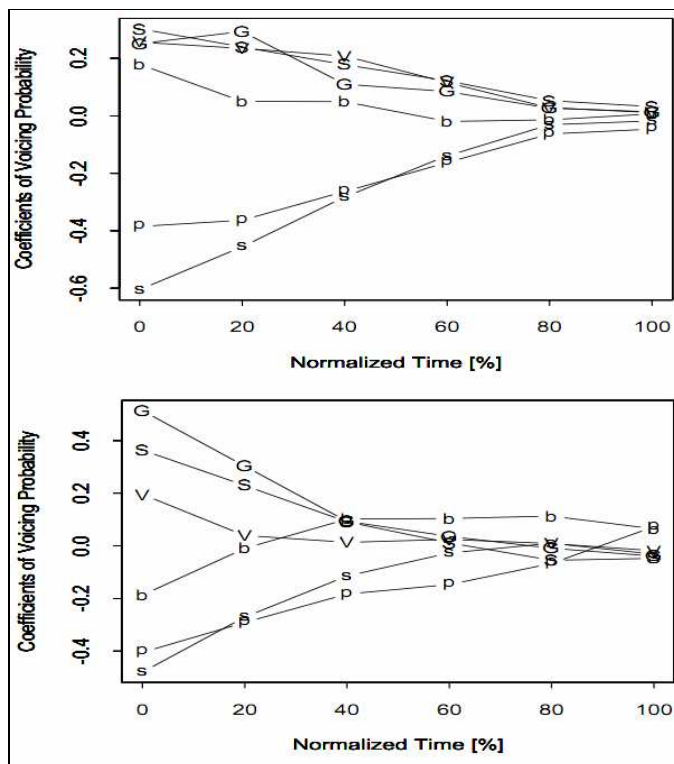 Coefficients of Voicing Probability
0.2
0.0
-0.2
-0.4
-0.6
S S S S S S
G G G G G G
V V V
b b b b b
p p p p p p
s s s s s s
0 20 40 60 80 100
Normalized Time [%]
Coefficients of Voicing Probability
0.4
0.2
0.0
-0.2
-0.4
G G G G G G
S S S S
V V V V
b b b b b b
p p p p p p
s s s s
0 20 40 60 80 100
Normalized Time [%]